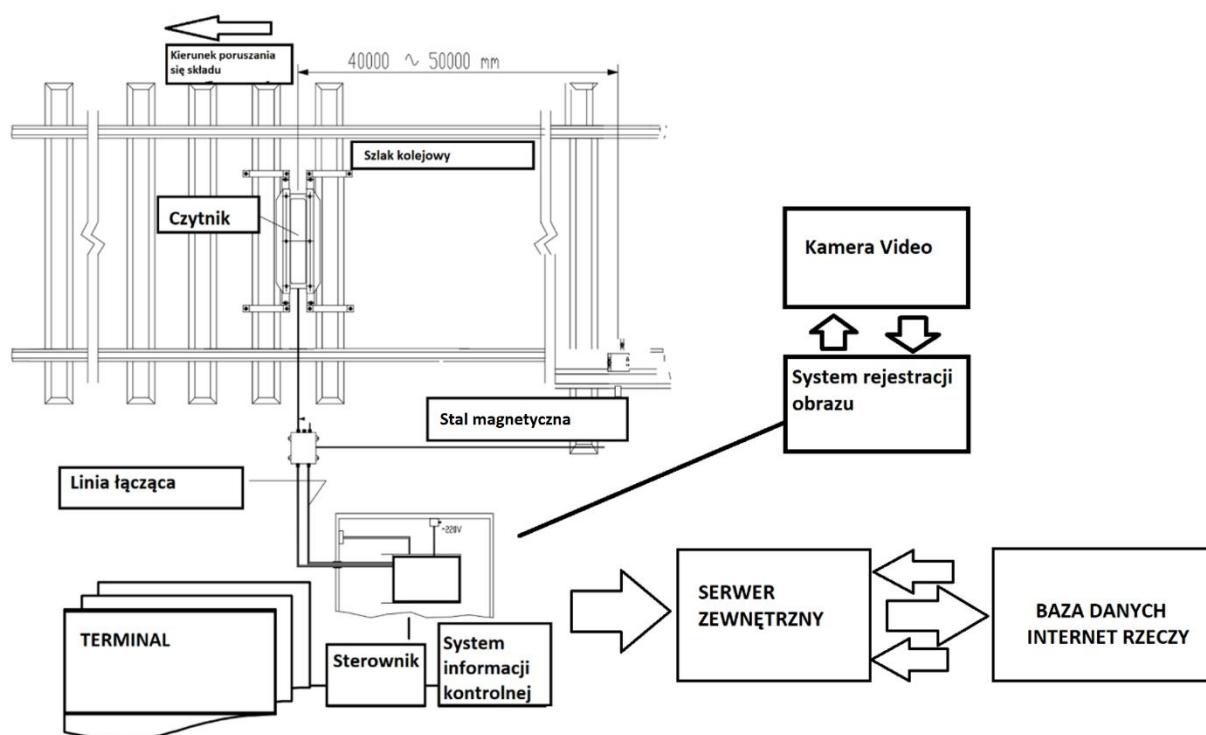 Kierunek poruszania
się składu
40000 ~ 50000 mm
Szlak kolejowy
Czytnik
Kamera Video
System rejestracji
obrazu
Stal magnetyczna
Linia łącząca
~220V
SERWER
ZEWNĘTRZNY
BAZA DANYCH
INTERNET RZECZY
TERMINAL
Sterownik
System
informacji
kontrolnej